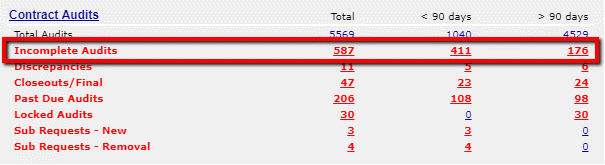 Contract Audits Total < 90 days > 90 days
Total Audits 5569 1040 4529
Incomplete Audits 587 411 176
Discrepancies 11 5 6
Closeouts/Final 47 23 24
Past Due Audits 206 108 98
Locked Audits 30 0 30
Sub Requests - New 3 3 0
Sub Requests - Removal 4 4 0